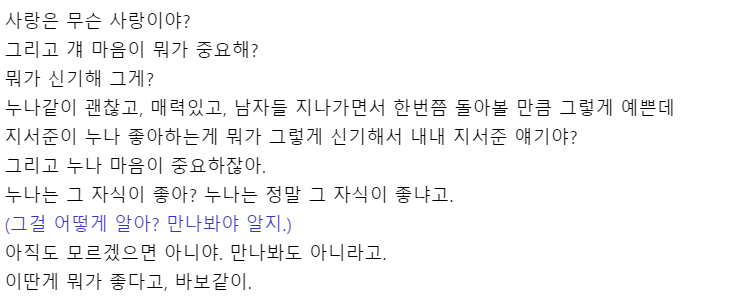 사랑은 무슨 사랑이야?
그리고 걔 마음이 뭐가 중요해?
뭐가 신기해 그게?
누나같이 괜찮고, 매력있고, 남자들 지나가면서 한번쯤 돌아볼 만큼 그렇게 예쁜데
지서준이 누나 좋아하는게 뭐가 그렇게 신기해서 내내 지서준 얘기야?
그리고 누나 마음이 중요하잖아.
누나는 그 자식이 좋아? 누나는 정말 그 자식이 좋냐고.
(그걸 어떻게 알아? 만나봐야 알지.)
아직도 모르겠으면 아니야. 만나봐도 아니라고.
이딴게 뭐가 좋다고, 바보같이.